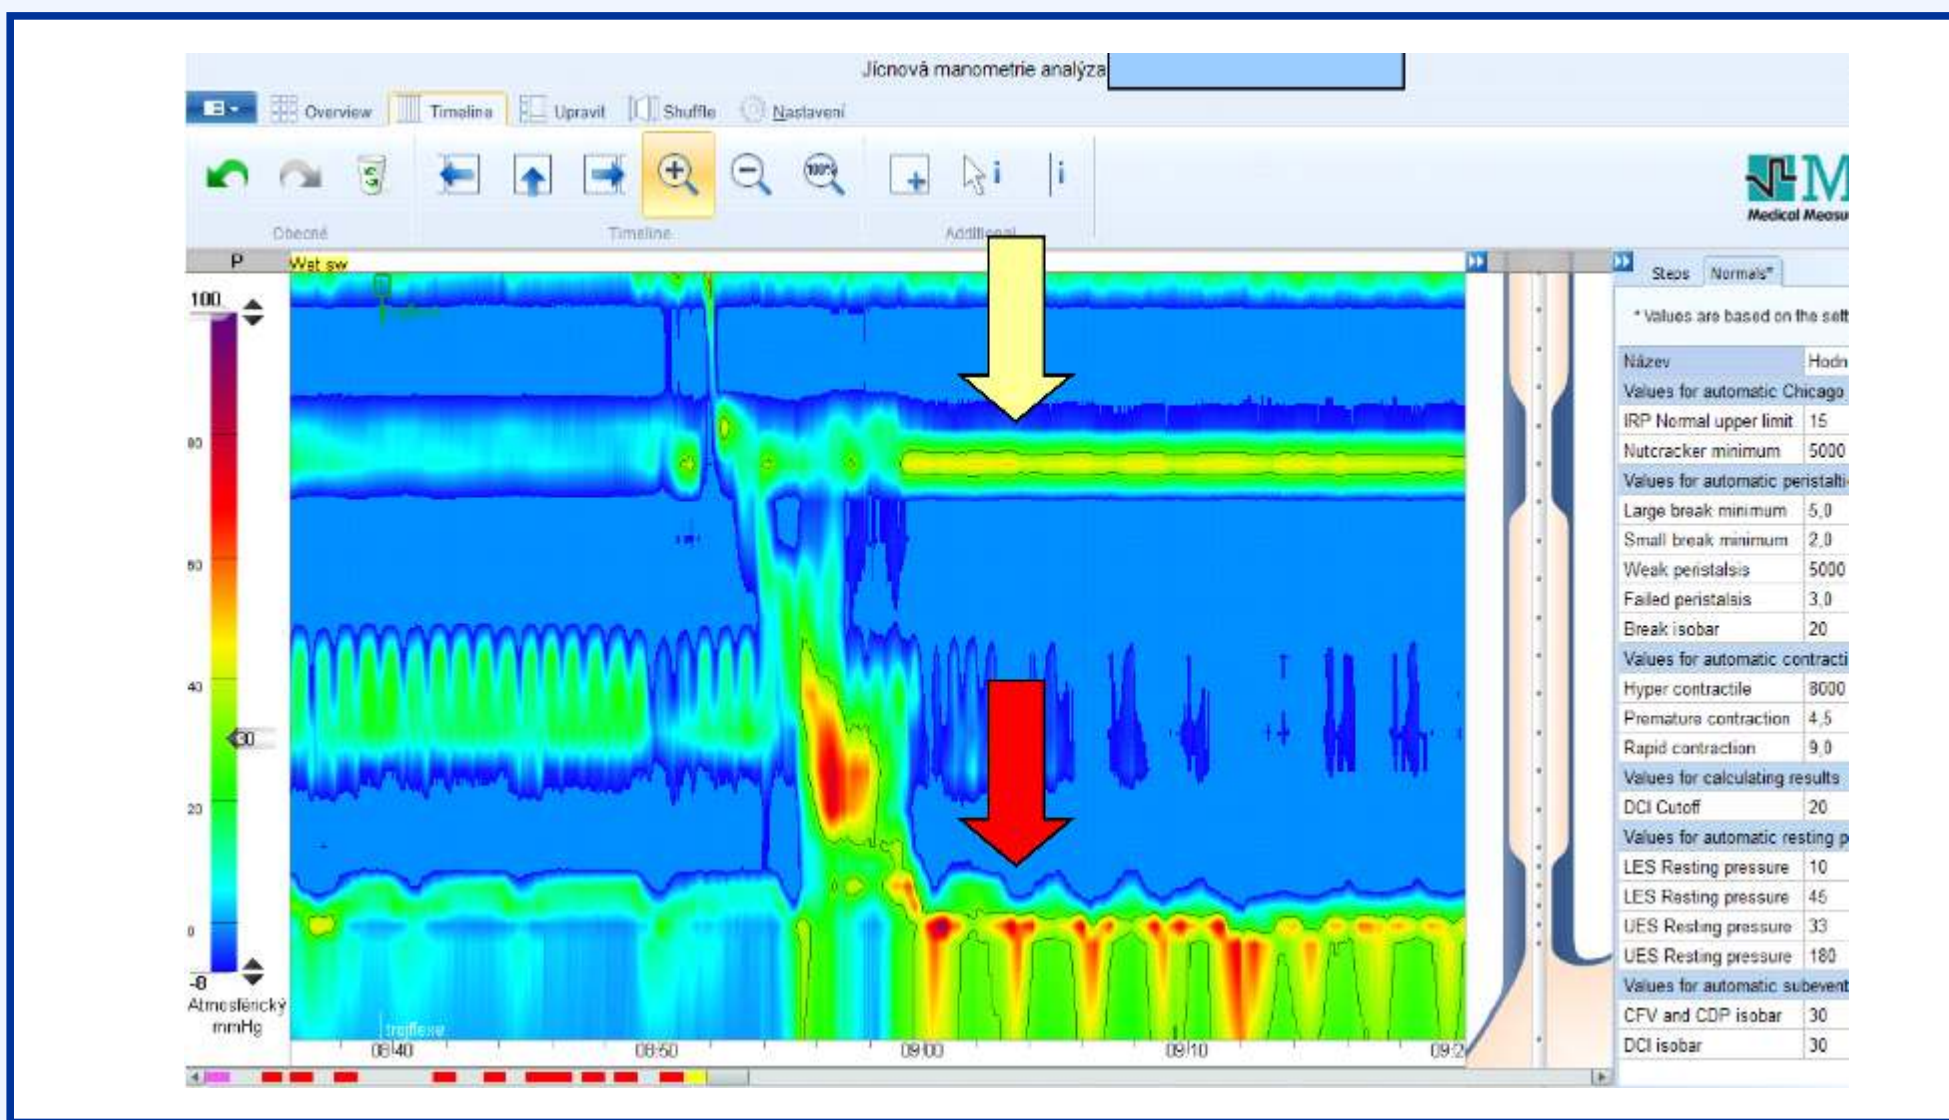 Jícnová manometrie analýza
Overview Timeline Upravit Shuffle Nastavení
100%
Obecné Timeline Additional
M
Medical Measu
P Wet sw
Steps Normals*
* Values are based on the sett
Název Hodn
Values for automatic Chicago
IRP Normal upper limit 15
Nutcracker minimum 5000
Values for automatic peristalti
Large break minimum 5,0
Small break minimum 2,0
Weak peristalsis 5000
Failed peristalsis 3,0
Break isobar 20
Values for automatic contracti
Hyper contractile 8000
Premature contraction 4,5
Rapid contraction 9,0
Values for calculating results
DCI Cutoff 20
Values for automatic resting p
LES Resting pressure 10
LES Resting pressure 45
UES Resting pressure 33
UES Resting pressure 180
Values for automatic subevent
CFV and CDP isobar 30
DCI isobar 30
100
80
60
40
30
20
0
-8
Atmosférický
mmHg
08:40 08:50 09:00 09:10 09:2